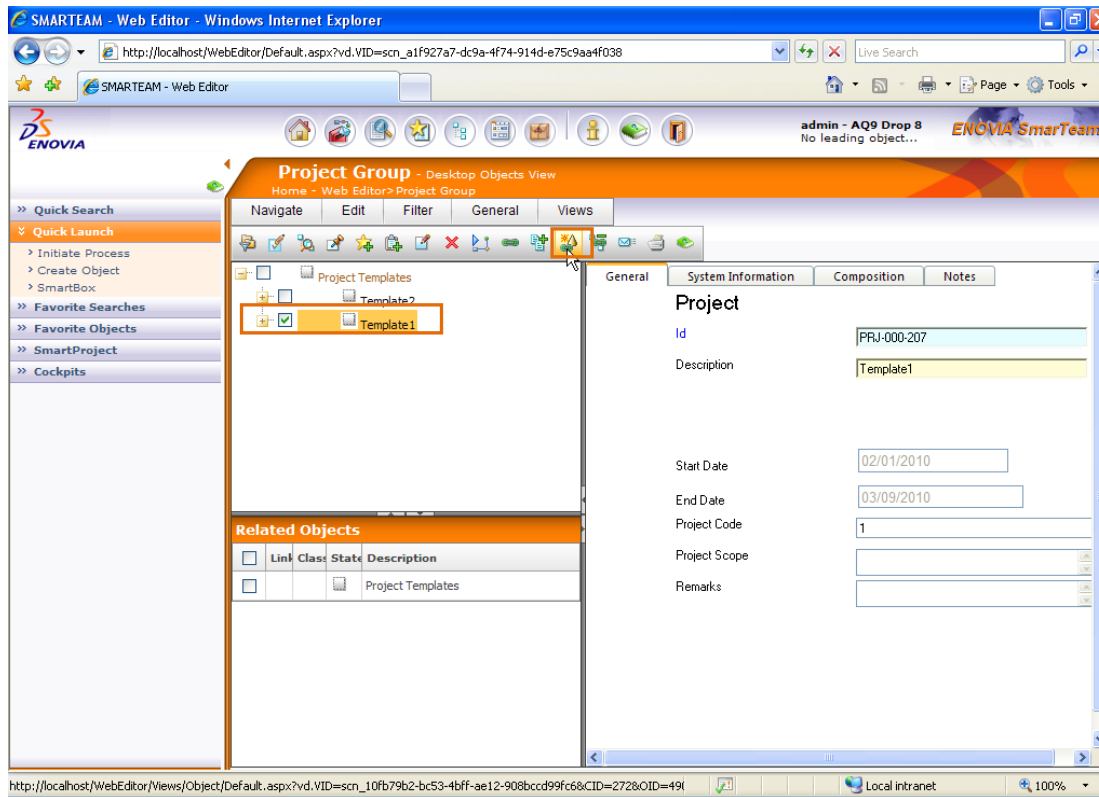 SMARTEAM - Web Editor - Windows Internet Explorer
http://localhost/WebEditor/Default.aspx?vd.VID=scn_a1f927a7-dc9a-4f74-914d-e75c9aa4f038
Live Search
SMARTEAM - Web Editor
Page
Tools
DS
ENOVIA
admin - AQ9 Drop 8
No leading object...
ENOVIA SmarTeam
Project Group - Desktop Objects View
Home - Web Editor>Project Group
Quick Search
Quick Launch
Initiate Process
Create Object
SmartBox
Favorite Searches
Favorite Objects
SmartProject
Cockpits
Navigate Edit Filter General Views
Project Templates
Template2
Template1
Related Objects
Link Class State Description
Project Templates
General System Information Composition Notes
Project
Id PRJ-000-207
Description Template1
Start Date 02/01/2010
End Date 03/09/2010
Project Code 1
Project Scope
Remarks
http://localhost/WebEditor/Views/Object/Default.aspx?vd.VID=scn_10fb79b2-bc53-4bff-ae12-908bccd99fc6&CID=272&OID=49(
Local intranet
100%